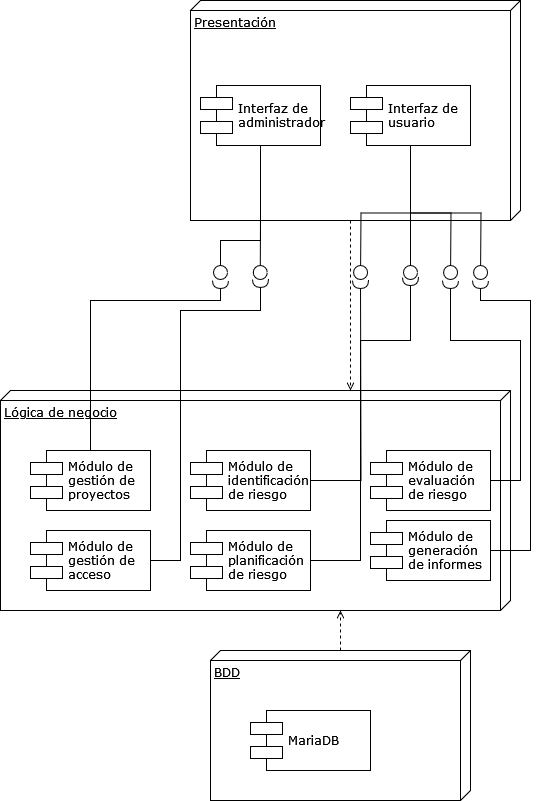 Presentación
Interfaz de
administrador
Interfaz de
usuario
Lógica de negocio
Módulo de
gestión de
proyectos
Módulo de
identificación
de riesgo
Módulo de
evaluación
de riesgo
Módulo de
gestión de
acceso
Módulo de
planificación
de riesgo
Módulo de
generación
de informes
BDD
MariaDB